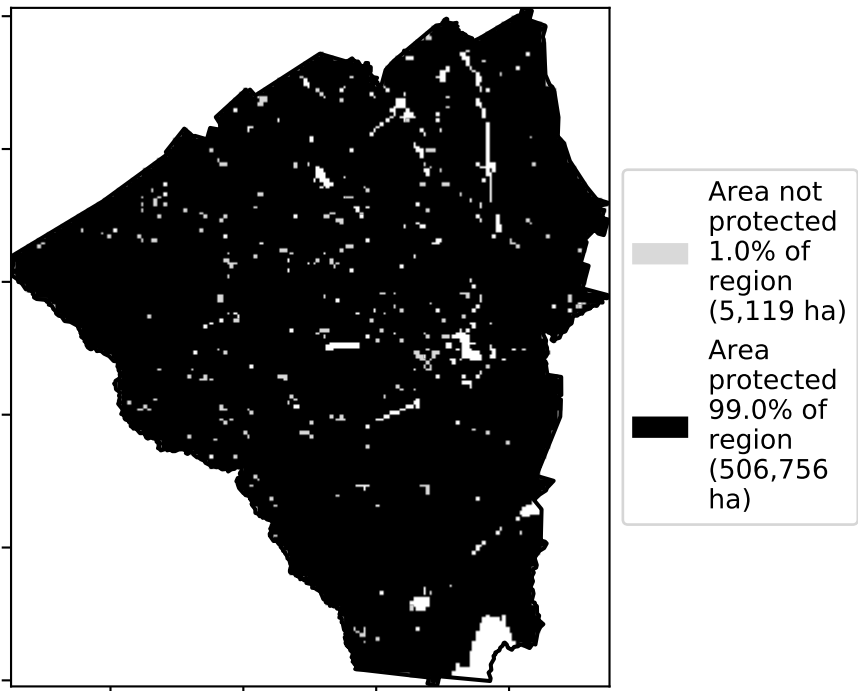 Area not
protected
1.0% of
region
(5,119 ha)
Area
protected
99.0% of
region
(506,756
ha)